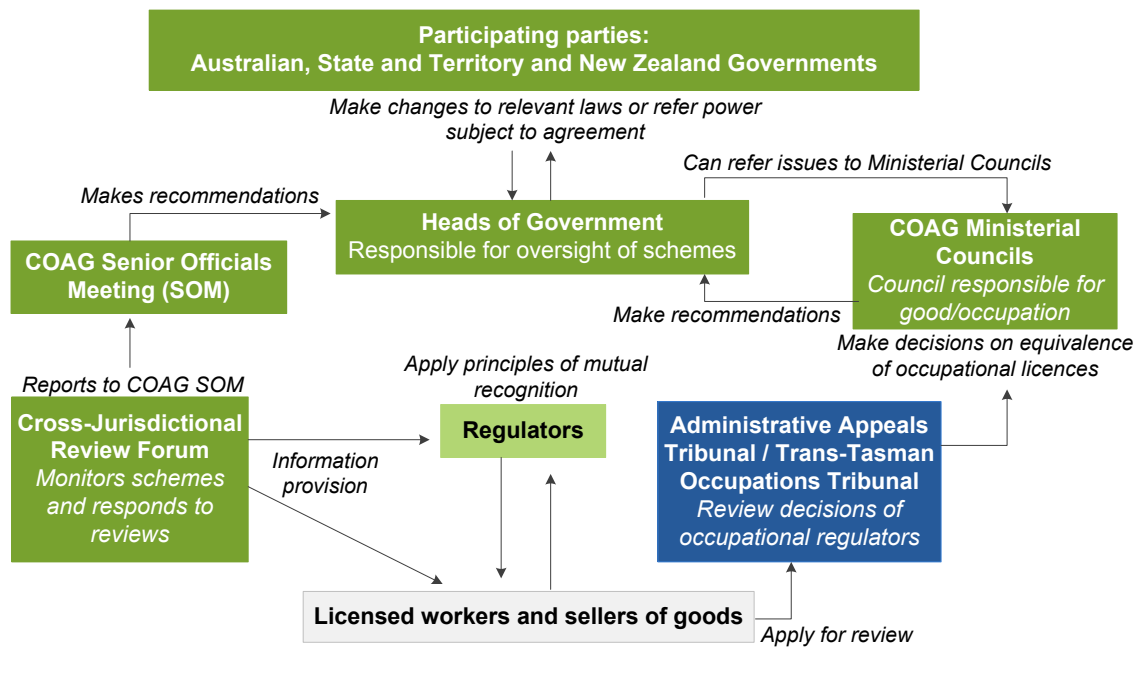 Participating parties:
Australian, State and Territory and New Zealand Governments
Make changes to relevant laws or refer power
subject to agreement
Can refer issues to Ministerial Councils
Makes recommendations
Heads of Government
Responsible for oversight of schemes
COAG Ministerial
Councils
Council responsible for
good/occupation
COAG Senior Officials
Meeting (SOM)
Make recommendations
Make decisions on equivalence
of occupational licences
Reports to COAG SOM
Apply principles of mutual
recognition
Cross-Jurisdictional
Review Forum
Monitors schemes
and responds to
reviews
Regulators
Information
provision
Administrative Appeals
Tribunal / Trans-Tasman
Occupations Tribunal
Review decisions of
occupational regulators
Licensed workers and sellers of goods
Apply for review